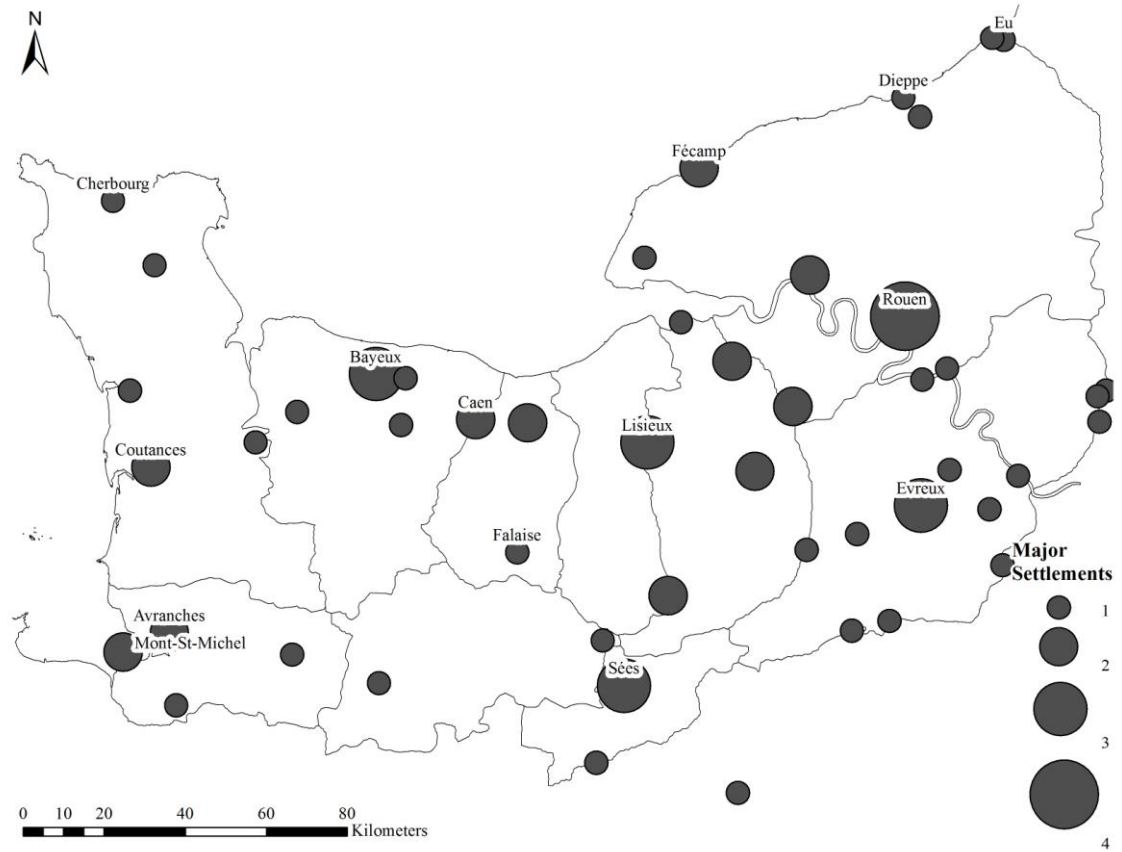 N
Eu
Dieppe
Fécamp
Cherbourg
Rouen
Bayeux
Caen
Lisieux
Coutances
Evreux
Falaise
Major
Settlements
1
Avranches
Mont-St-Michel
2
Sées
3
0 10 20 40 60 80
Kilometers
4